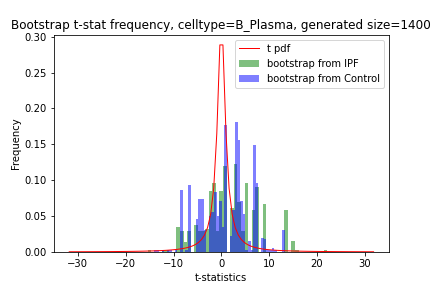 Bootstrap t-stat frequency, celltype=B_Plasma, generated size=1400
0.30
0.25
0.20
0.15
0.10
0.05
0.00
Frequency
t pdf
bootstrap from IPF
bootstrap from Control
−30 −20 −10 0 10 20 30
t-statistics